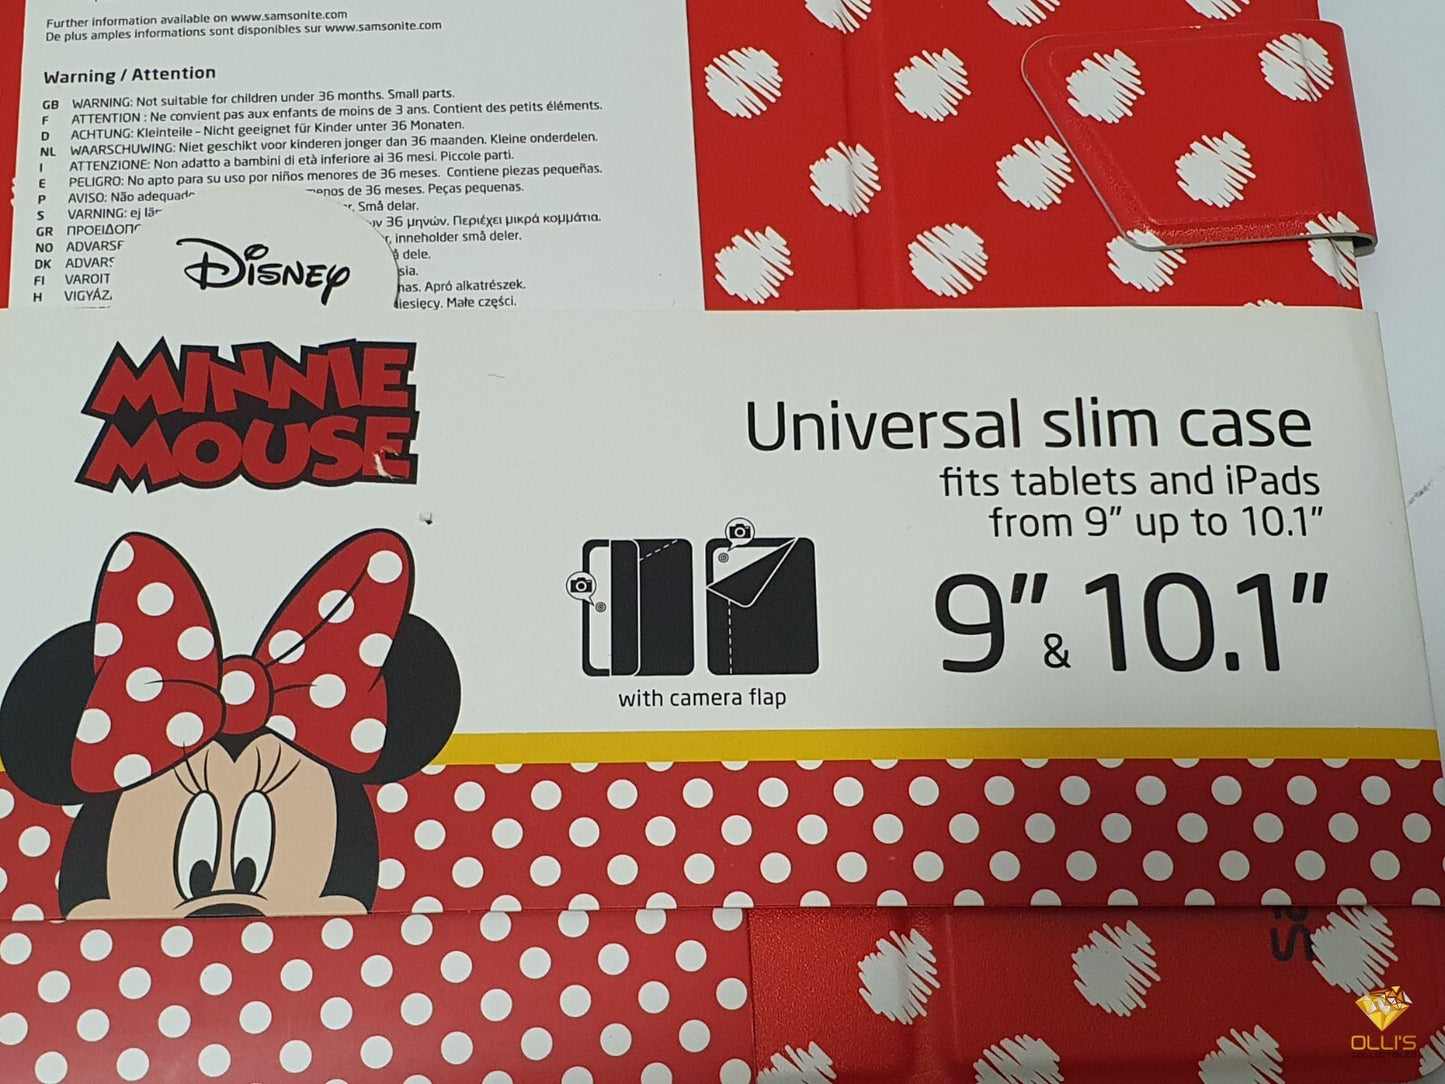 Further information available on www.samsonite.com
De plus amples informations sont disponibles sur www.samsonite.com
Warning / Attention
GB WARNING: Not suitable for children under 36 months. Small parts.
F ATTENTION : Ne convient pas aux enfants de moins de 3 ans. Contient des petits éléments.
D ACHTUNG: Kleinteile – Nicht geeignet für Kinder unter 36 Monaten.
NL WAARSCHUWING: Niet geschikt voor kinderen jonger dan 36 maanden. Kleine onderdelen.
I ATTENZIONE: Non adatto a bambini di età inferiore ai 36 mesi. Piccole parti.
E PELIGRO: No apto para su uso por niños menores de 36 meses. Contiene piezas pequeñas.
P AVISO: Não de 36 meses. Peças pequenas.
S VARNING: ej Små delar.
GR 36 μηνών. Περιέχει μικρά κομμάτια.
NO inneholder små deler.
DK dele.
FI
H Apró alkatrészek.
Małe części.
Disney
MINNIE
MOUSE
Universal slim case
fits tablets and iPads
from 9" up to 10.1"
9" & 10.1"
with camera flap
OLLI'S
COLLECTIBLES